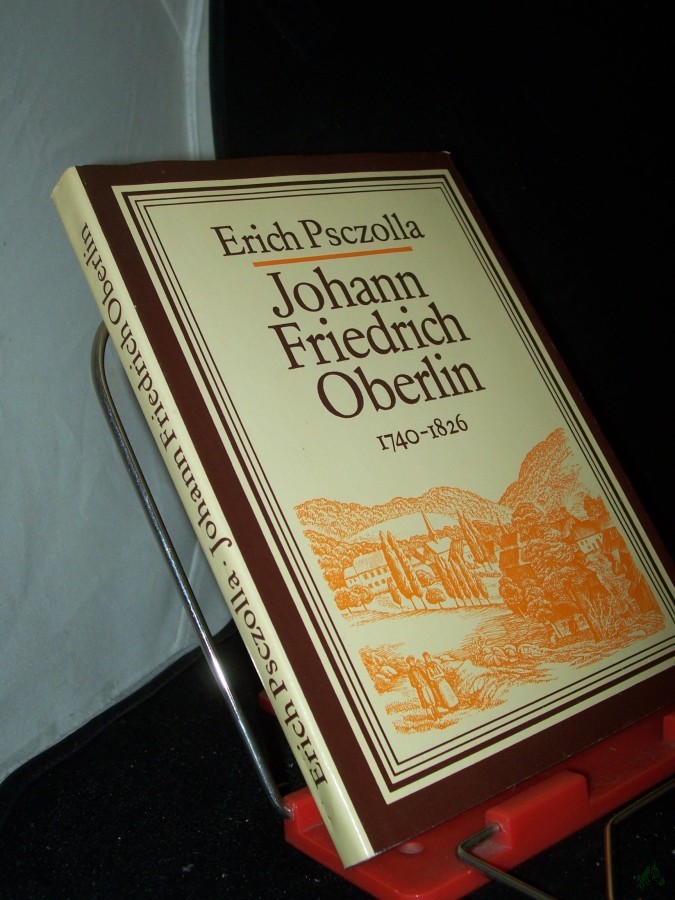 Erich Psczolla
Johann
Friedrich
Oberlin
1740-1826
Erich Psczolla · Johann Friedrich Oberlin